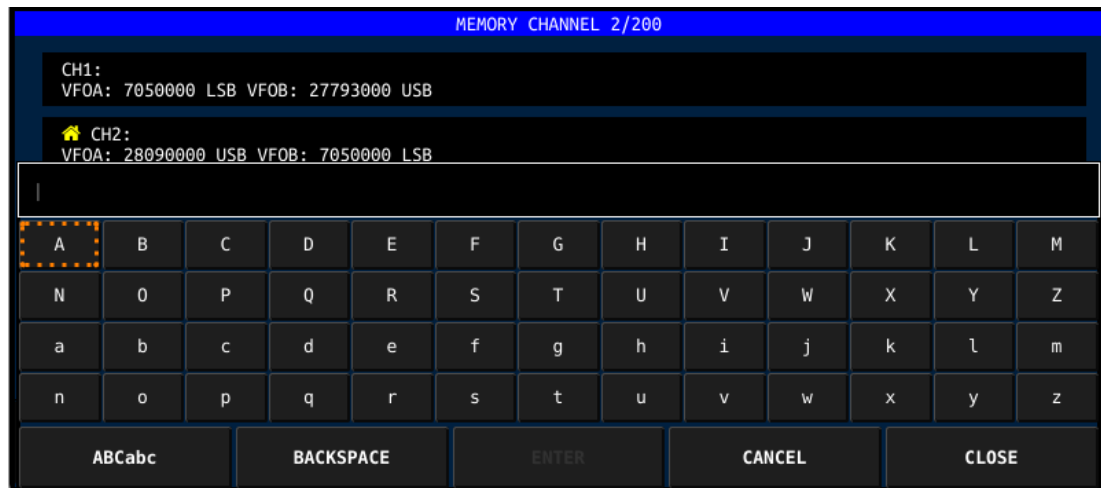 MEMORY CHANNEL 2/200
CH1:
VFOA: 7050000 LSB VFOB: 27793000 USB
CH2:
VFOA: 28090000 USB VFOB: 7050000 LSB
A B C D E F G H I J K L M
N O P Q R S T U V W X Y Z
a b c d e f g h i j k l m
n o p q r s t u v w x y z
ABCabc BACKSPACE ENTER CANCEL CLOSE